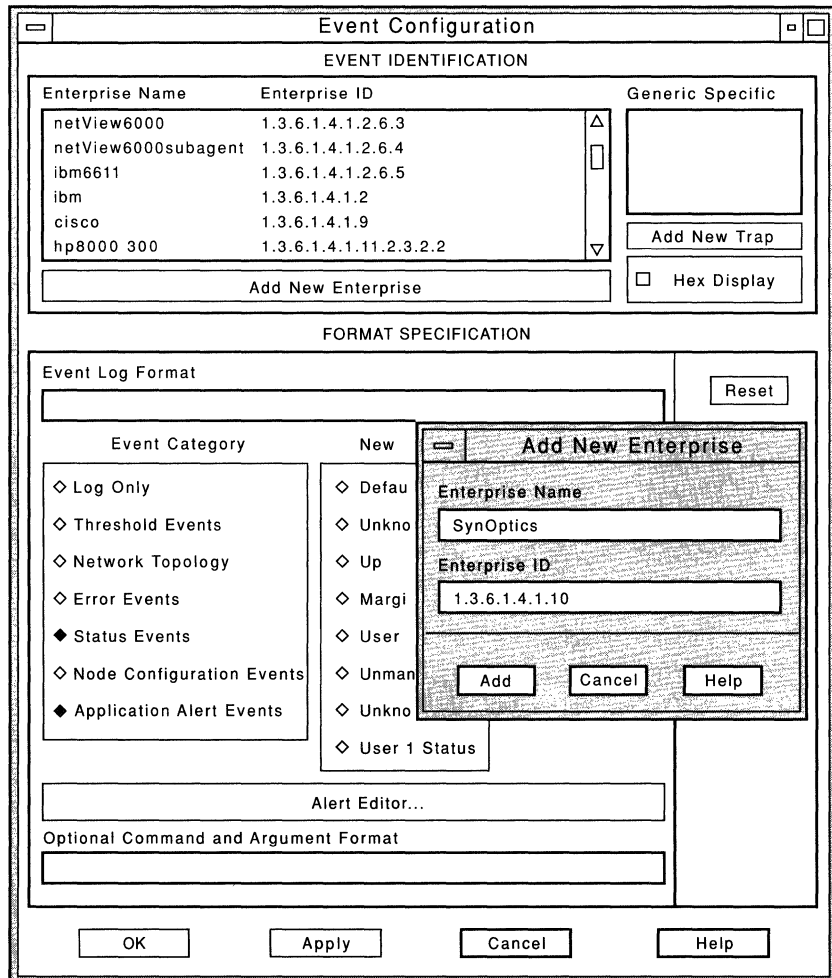 Event Configuration
EVENT IDENTIFICATION
Enterprise Name Enterprise ID Generic Specific
netView6000 1.3.6.1.4.1.2.6.3
netView6000subagent 1.3.6.1.4.1.2.6.4
ibm6611 1.3.6.1.4.1.2.6.5
ibm 1.3.6.1.4.1.2
cisco 1.3.6.1.4.1.9
hp8000 300 1.3.6.1.4.1.11.2.3.2.2
Add New Trap
Add New Enterprise
Hex Display
FORMAT SPECIFICATION
Event Log Format
Reset
Event Category
Log Only
Threshold Events
Network Topology
Error Events
Status Events
Node Configuration Events
Application Alert Events
New
Defau
Unkno
Up
Margi
User
Unman
Unkno
User 1 Status
Add New Enterprise
Enterprise Name
SynOptics
Enterprise ID
1.3.6.1.4.1.10
Add Cancel Help
Alert Editor...
Optional Command and Argument Format
OK Apply Cancel Help